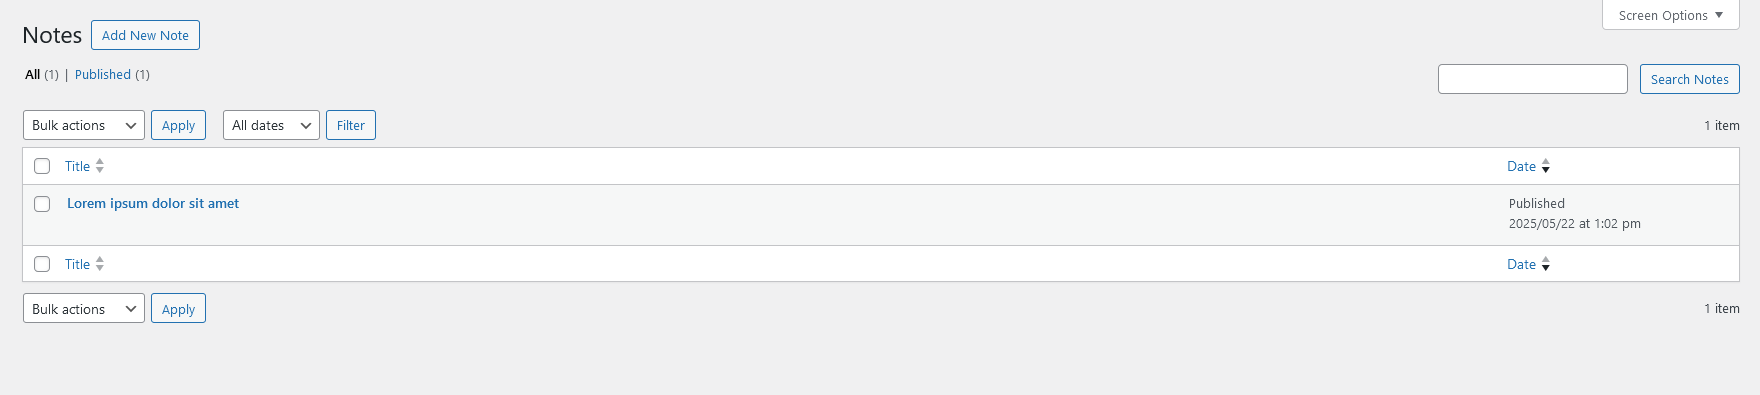 Screen Options
Notes Add New Note
All (1) | Published (1)
Search Notes
Bulk actions Apply All dates Filter 1 item
Title Date
Lorem ipsum dolor sit amet Published
2025/05/22 at 1:02 pm
Title Date
Bulk actions Apply 1 item